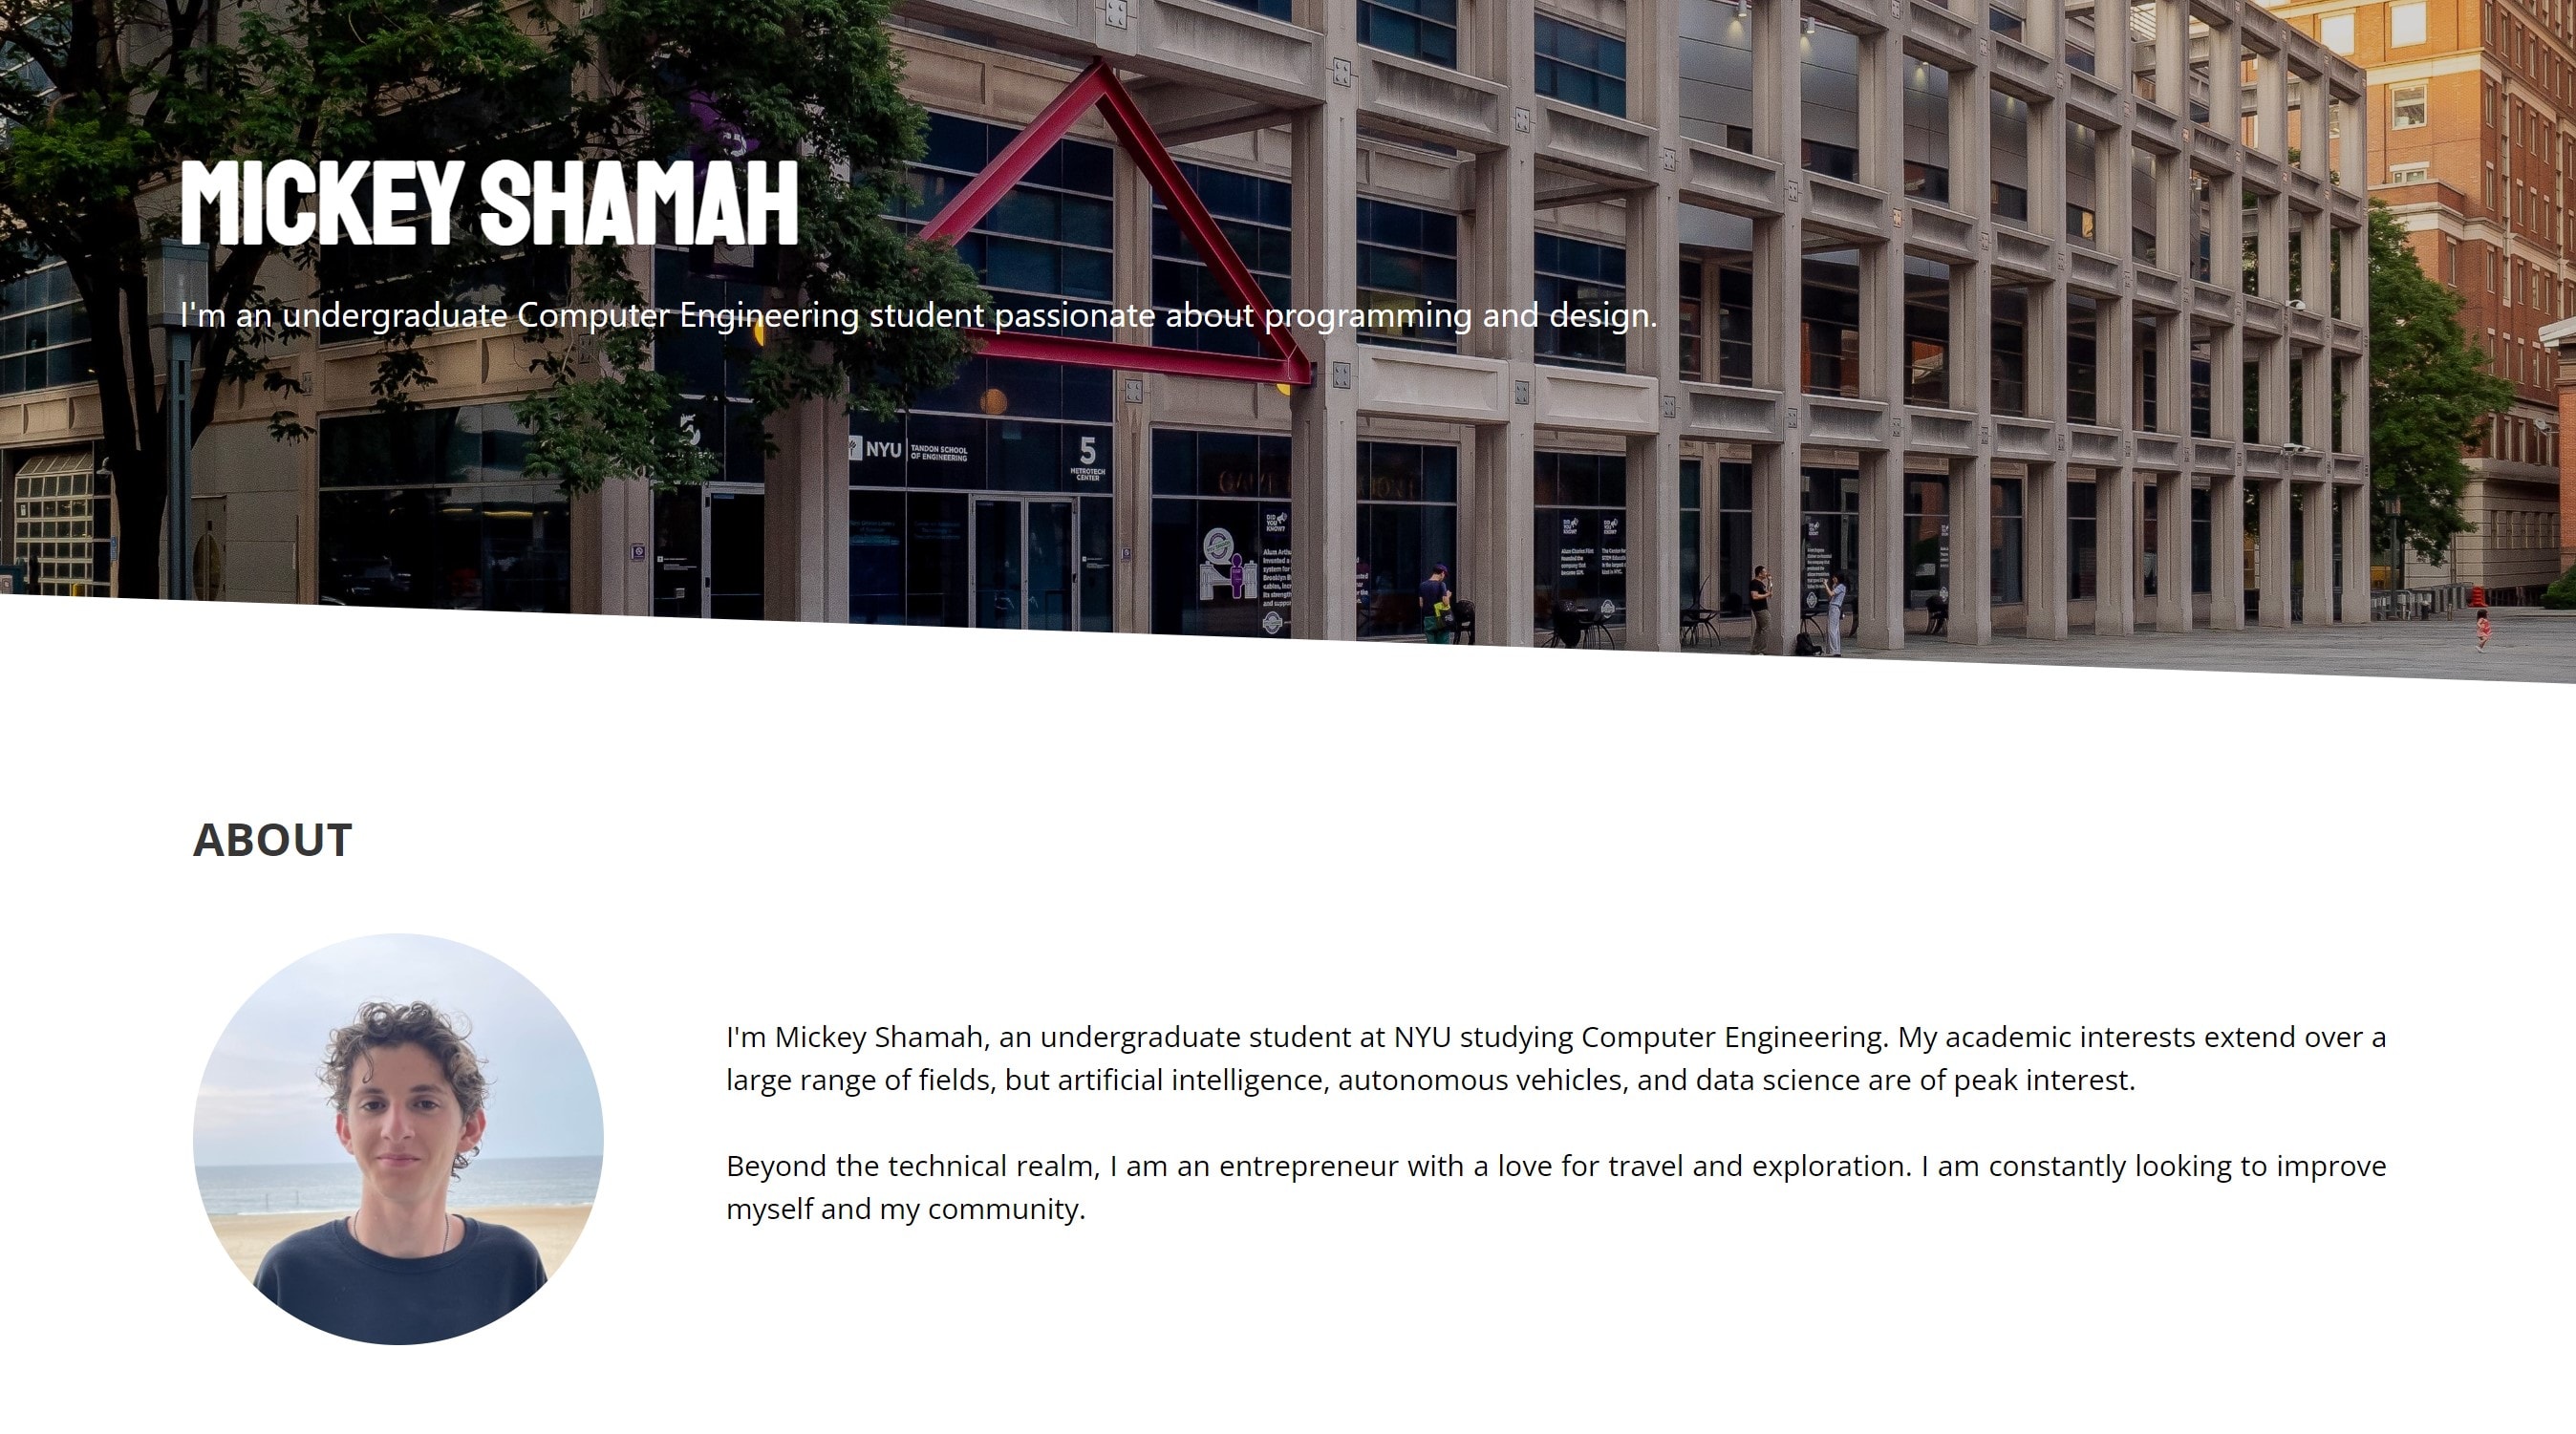 MICKEY SHAMAH
I'm an undergraduate Computer Engineering student passionate about programming and design.
NYU
TANDON SCHOOL
OF ENGINEERING
5
METROTECH
CENTER
DID
YOU
KNOW?
ABOUT
I'm Mickey Shamah, an undergraduate student at NYU studying Computer Engineering. My academic interests extend over a
large range of fields, but artificial intelligence, autonomous vehicles, and data science are of peak interest.
Beyond the technical realm, I am an entrepreneur with a love for travel and exploration. I am constantly looking to improve
myself and my community.